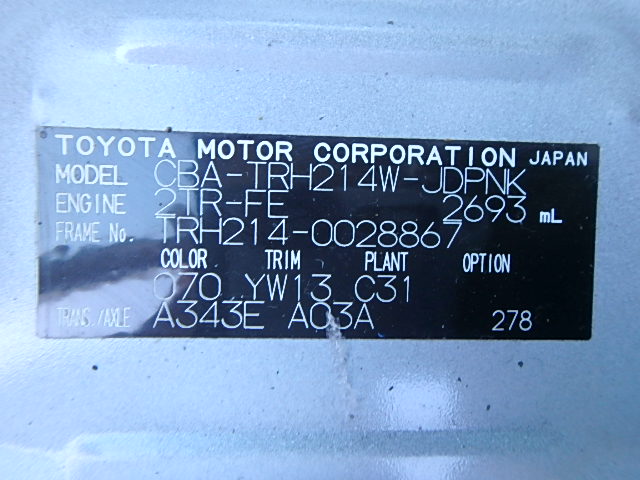 TOYOTA MOTOR CORPORATION JAPAN
MODEL CBA-TRH214W-JDPNK
ENGINE 2TR-FE 2693 mL
FRAME No. TRH214-0028867
COLOR TRIM PLANT OPTION
070 YW13 C31
TRANS./AXLE A343E A03A 278